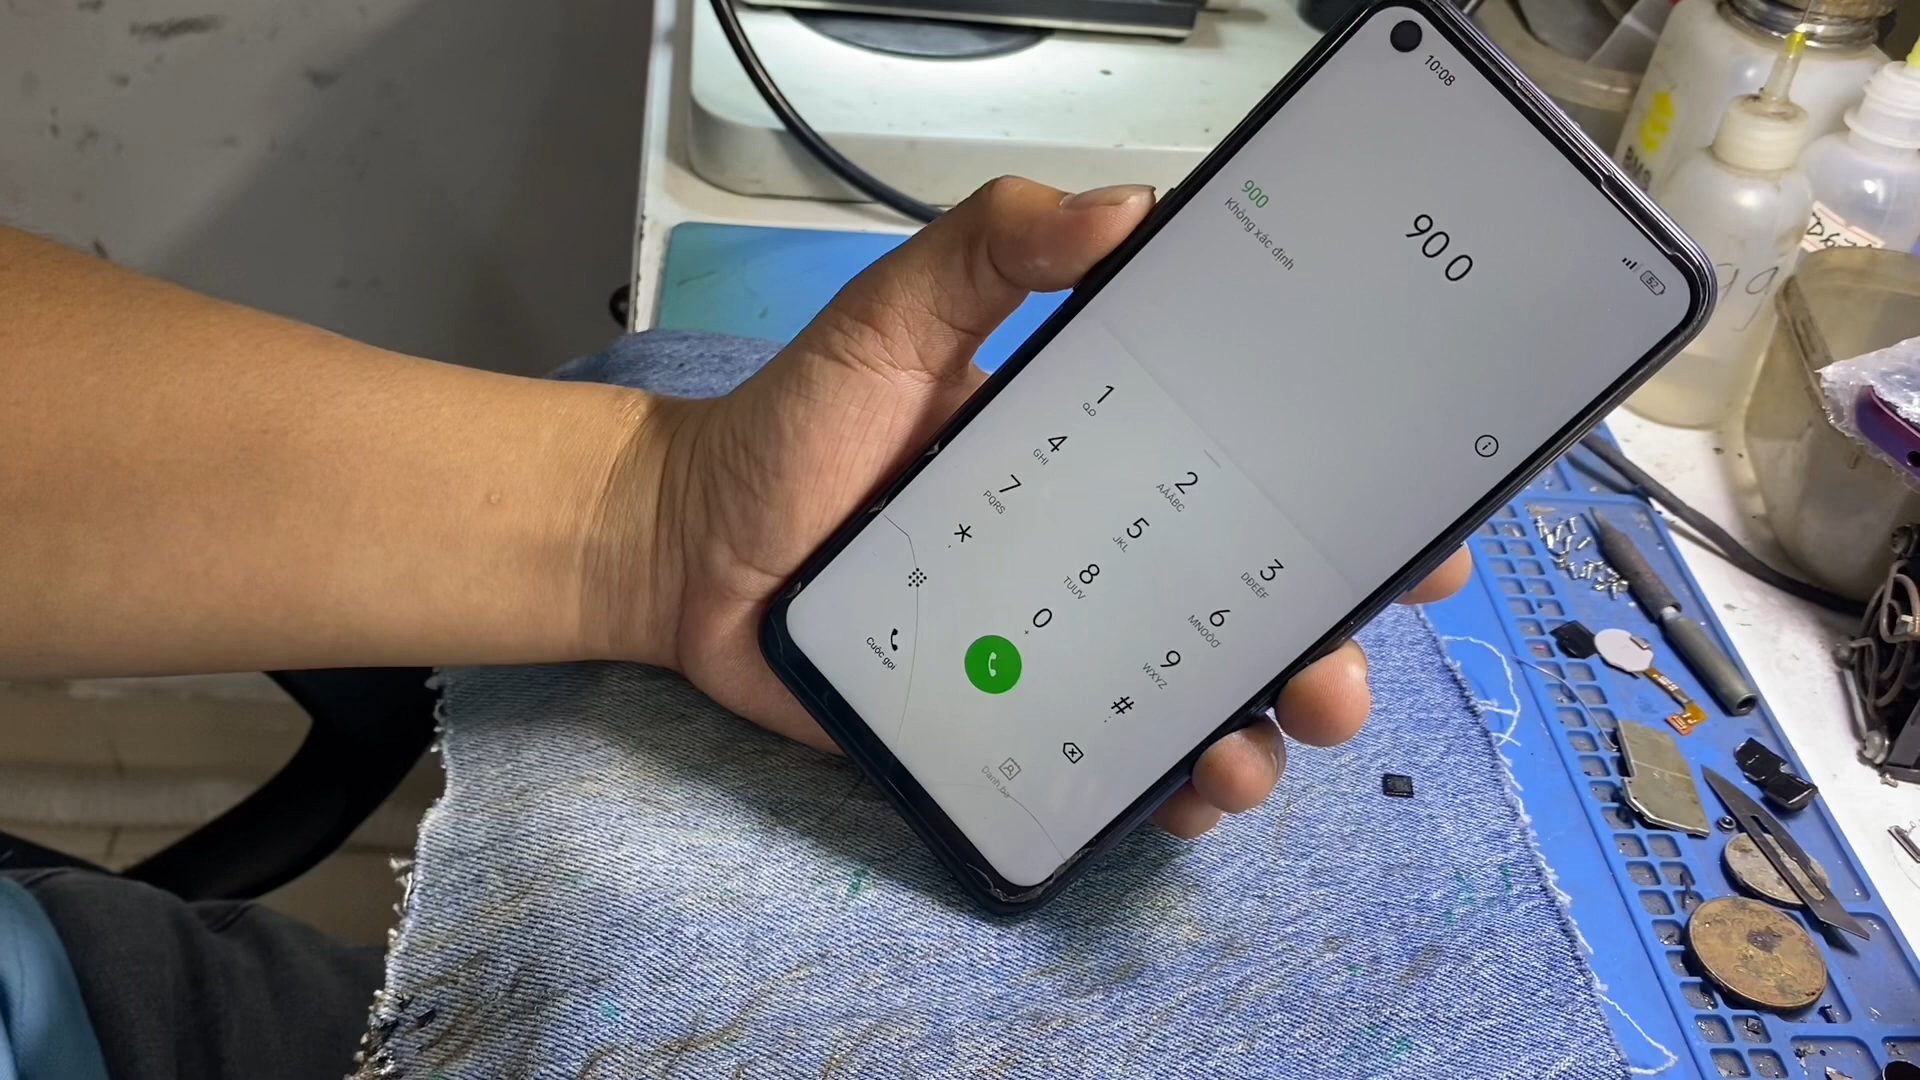 10:08
52
900
900
Không xác định
1
2
AĂÂBC
3
DĐEÊF
4
GHI
5
JKL
6
MNOÔƠ
7
PQRS
8
TUƯV
9
WXYZ
*
,
0
+
#
;
Cuộc gọi
Danh bạ